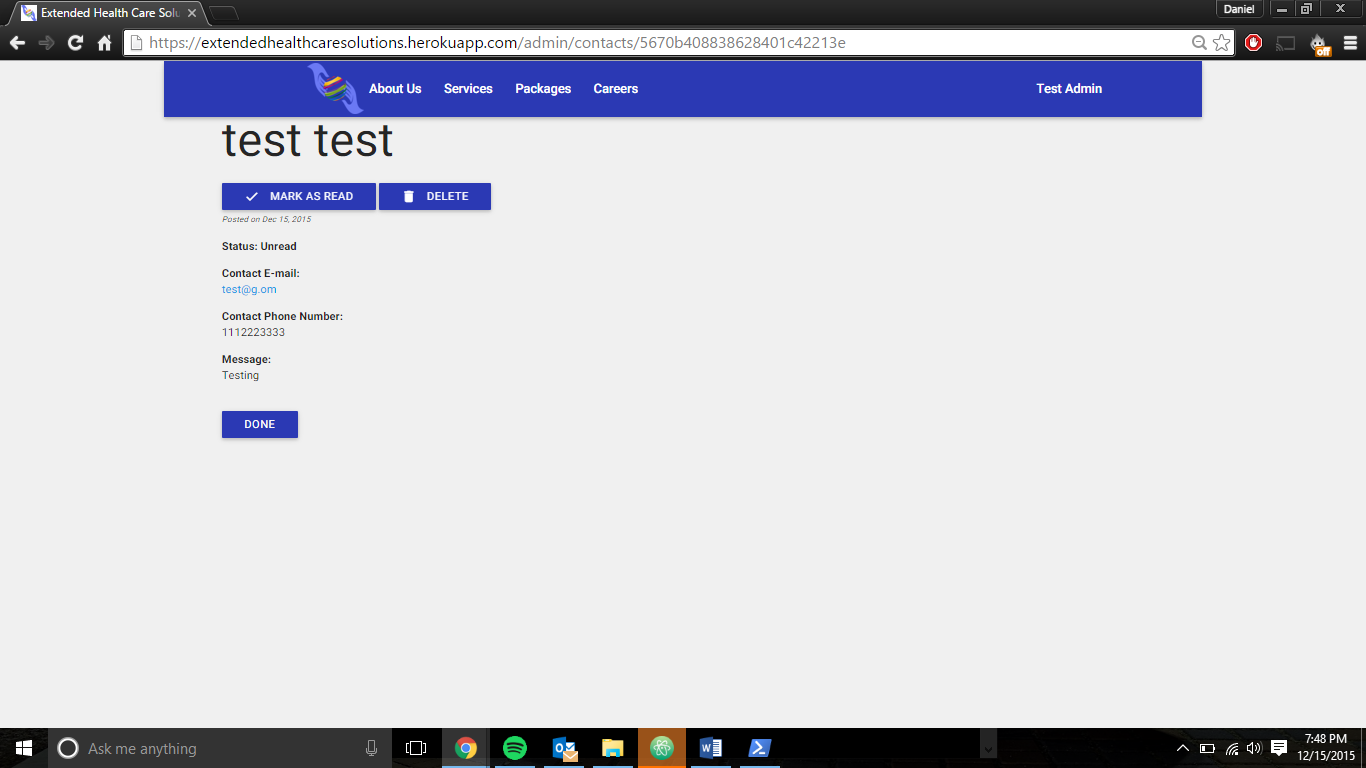 Daniel
Extended Health Care Solu
https://extendedhealthcaresolutions.herokuapp.com/admin/contacts/5670b408838628401c42213e
off
About Us Services Packages Careers Test Admin
test test
MARK AS READ DELETE
Posted on Dec 15, 2015
Status: Unread
Contact E-mail:
test@g.om
Contact Phone Number:
1112223333
Message:
Testing
DONE
Ask me anything
7:48 PM
12/15/2015